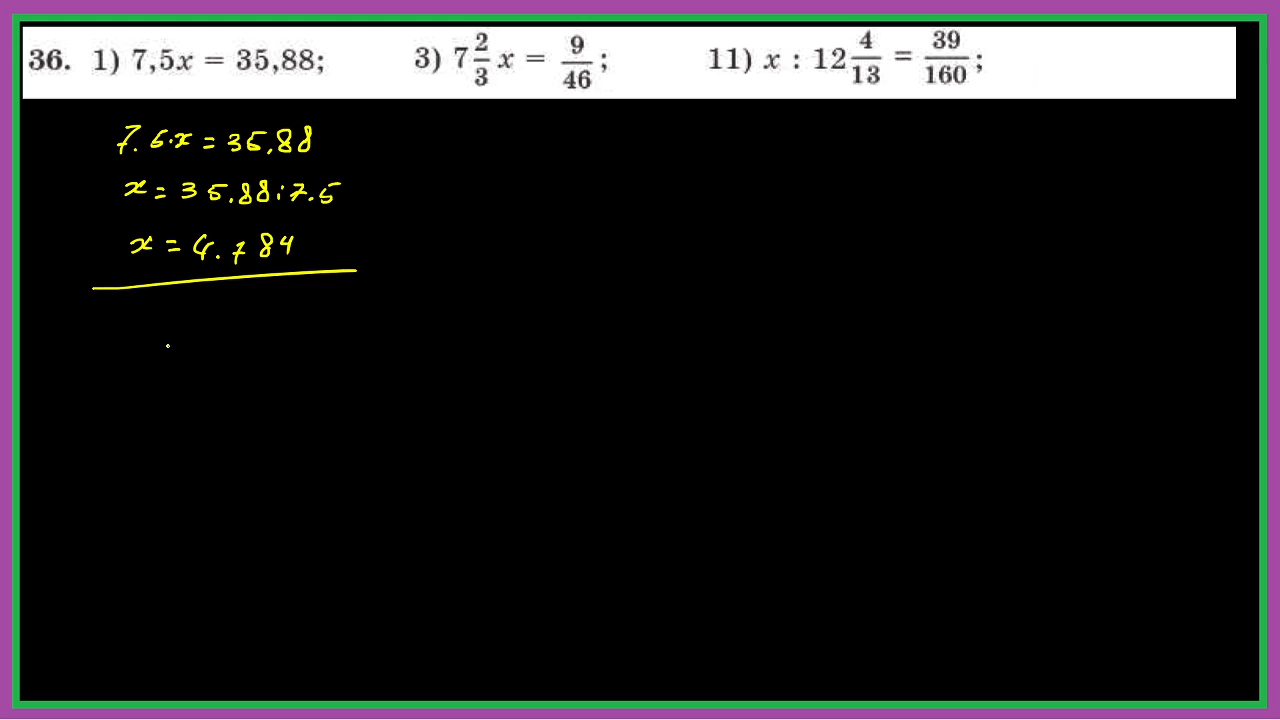 36. 1) 7,5x = 35,88; 3) 7 2/3 x = 9/46; 11) x : 12 4/13 = 39/160;
7.5·x = 35,88
x = 35.88:7.5
x = 4.784